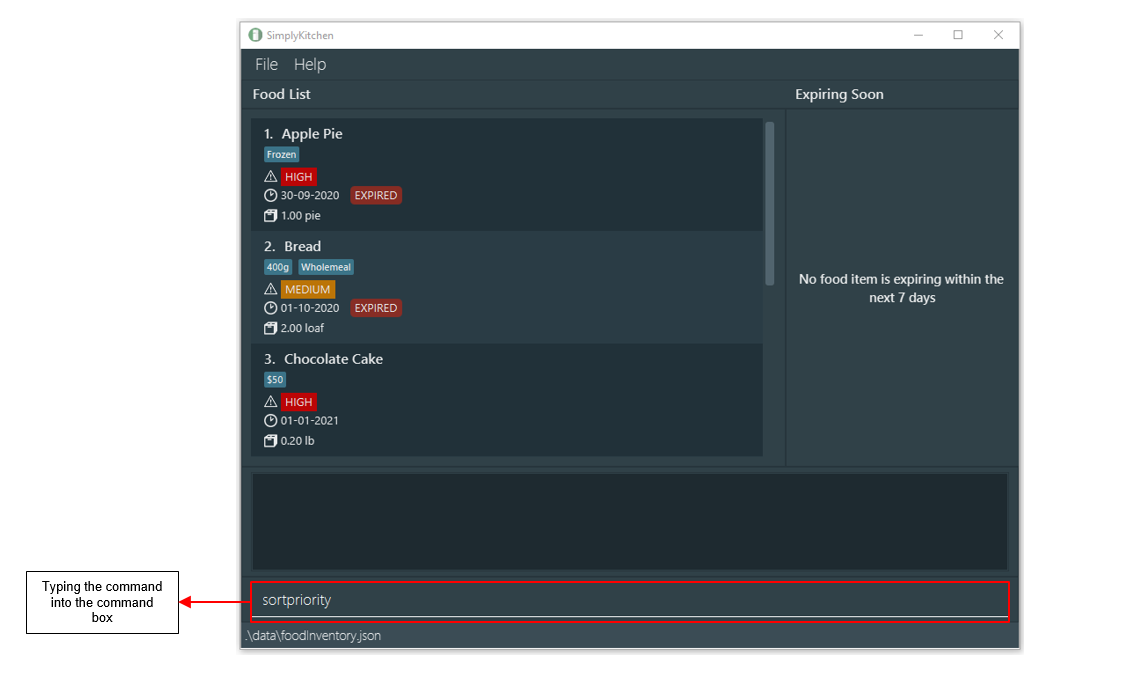 SimplyKitchen
File Help
Food List
Expiring Soon
1. Apple Pie
Frozen
HIGH
30-09-2020 EXPIRED
1.00 pie
2. Bread
400g Wholemeal
MEDIUM
01-10-2020 EXPIRED
2.00 loaf
3. Chocolate Cake
$50
HIGH
01-01-2021
0.20 lb
No food item is expiring within the
next 7 days
Typing the command
into the command
box
sortpriority
.\data\foodInventory.json